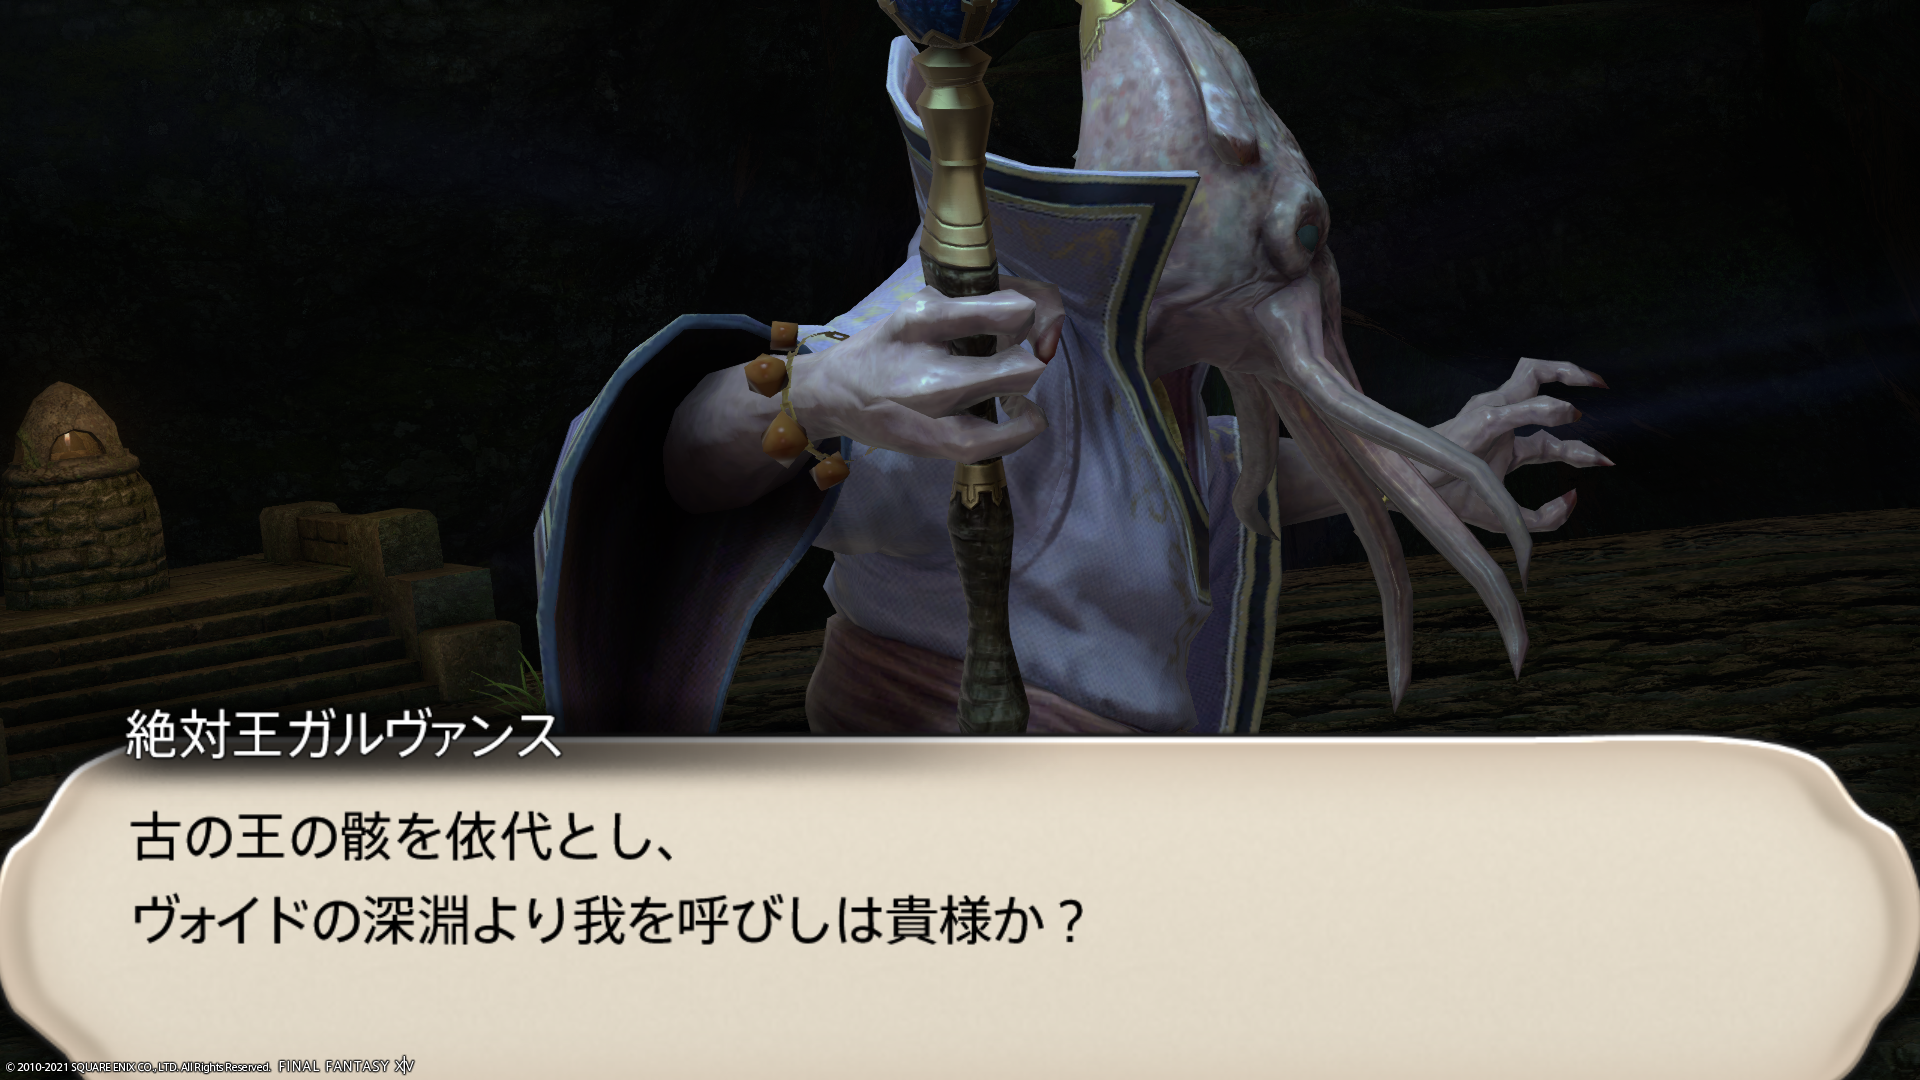 絶対王ガルヴァンス
古の王の骸を依代とし、
ヴォイドの深淵より我を呼びしは貴様か？
© 2010-2021 SQUARE ENIX CO., LTD. All Rights Reserved. FINAL FANTASY XIV